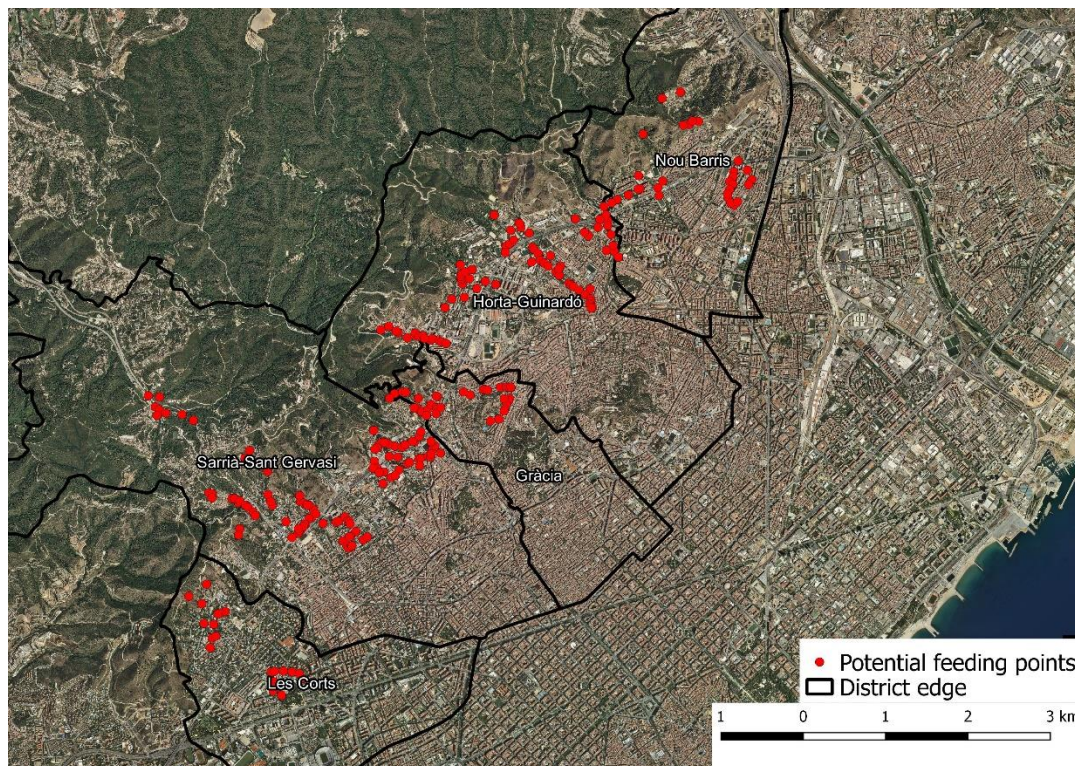 Nou Barris
Horta-Guinardó
Sarrià-Sant Gervasi
Gràcia
Les Corts
Potential feeding points
District edge
1 0 1 2 3 km